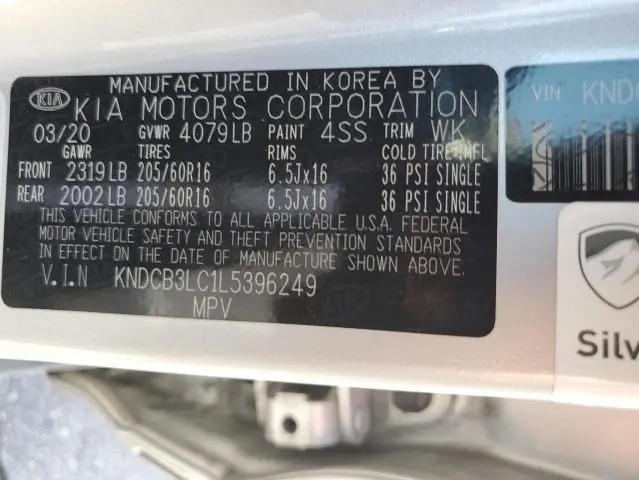 MANUFACTURED IN KOREA BY
KIA KIA MOTORS CORPORATION
03/20 GVWR 4079LB PAINT 4SS TRIM WK
GAWR TIRES RIMS COLD TIRE INFL
FRONT 2319LB 205/60R16 6.5Jx16 36 PSI SINGLE
REAR 2002LB 205/60R16 6.5Jx16 36 PSI SINGLE
THIS VEHICLE CONFORMS TO ALL APPLICABLE U.S.A. FEDERAL
MOTOR VEHICLE SAFETY AND THEFT PREVENTION STANDARDS
IN EFFECT ON THE DATE OF MANUFACTURE SHOWN ABOVE.
V.I.N KNDCB3LC1L5396249
MPV
VIN KND
Silv